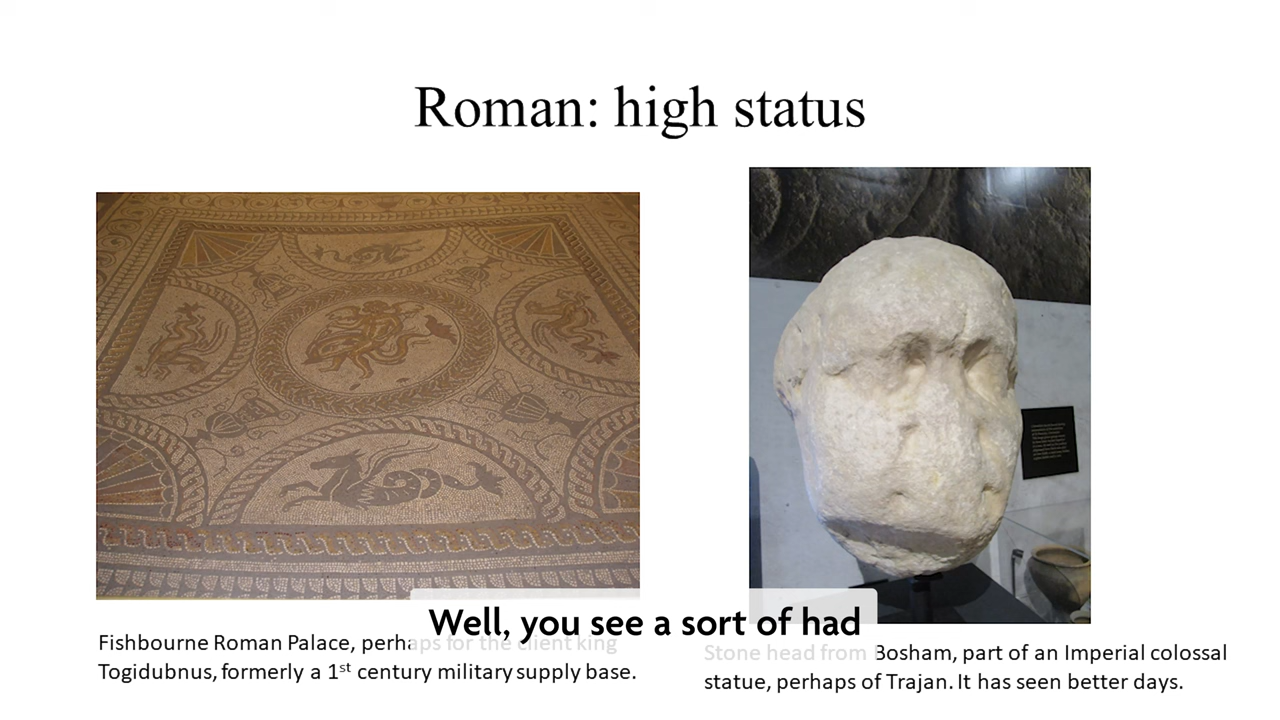 Roman: high status
Well, you see a sort of had
Fishbourne Roman Palace, perhaps for the client king
Togidubnus, formerly a 1st century military supply base.
Stone head from Bosham, part of an Imperial colossal
statue, perhaps of Trajan. It has seen better days.